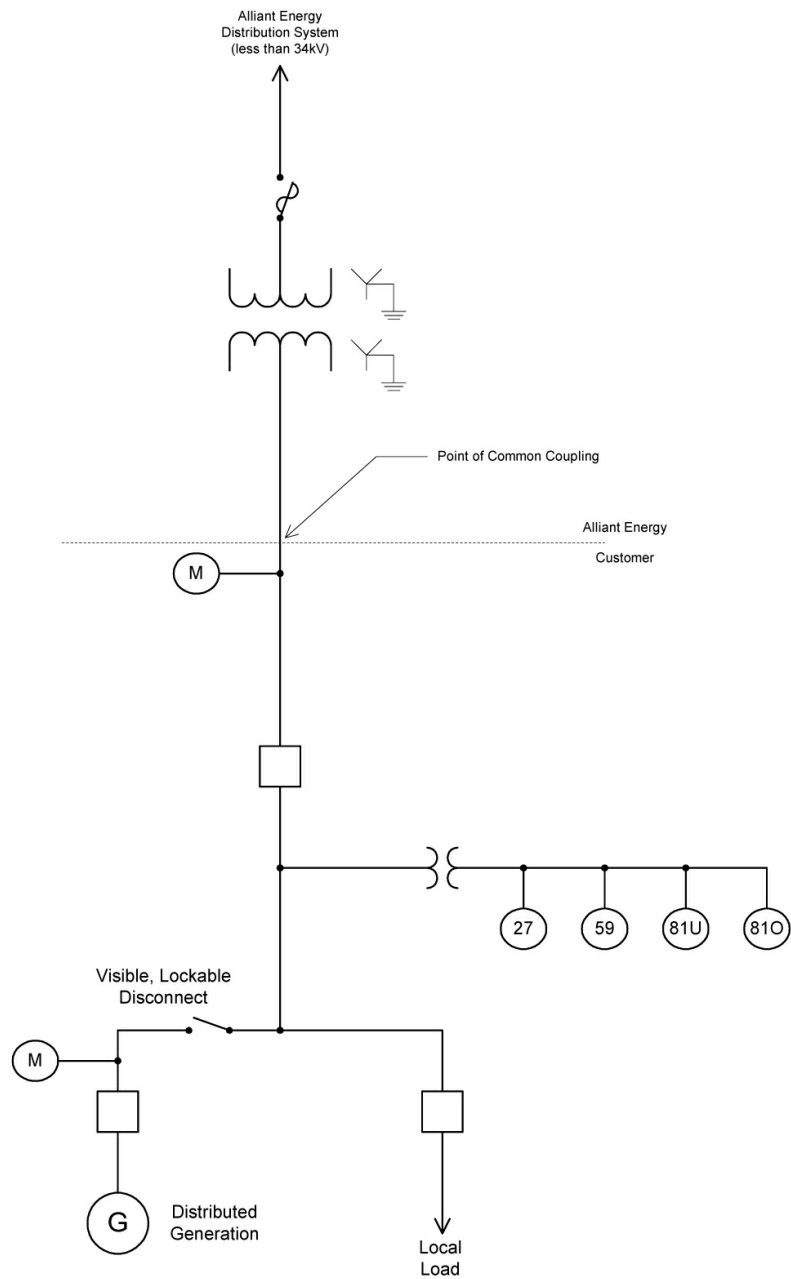 Alliant Energy
Distribution System
(less than 34kV)
Point of Common Coupling
Alliant Energy
Customer
M
27
59
81U
81O
Visible, Lockable
Disconnect
M
G
Distributed
Generation
Local
Load